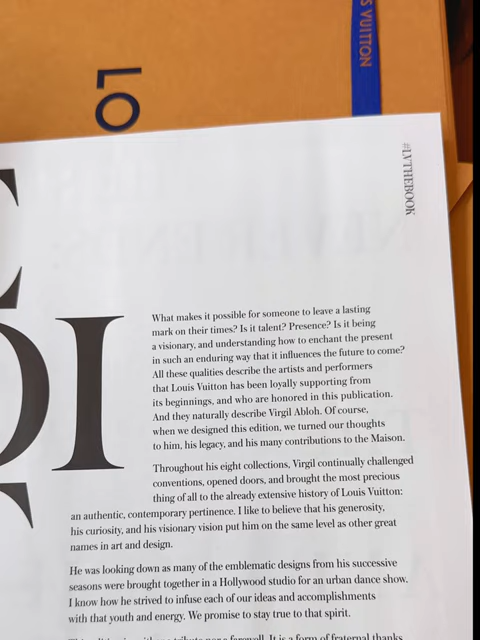 S VUITTON
LO
#LVTHEBOOK
What makes it possible for someone to leave a lasting
mark on their times? Is it talent? Presence? Is it being
a visionary, and understanding how to enchant the present
in such an enduring way that it influences the future to come?
All these qualities describe the artists and performers
that Louis Vuitton has been loyally supporting from
its beginnings, and who are honored in this publication.
And they naturally describe Virgil Abloh. Of course,
when we designed this edition, we turned our thoughts
to him, his legacy, and his many contributions to the Maison.
Throughout his eight collections, Virgil continually challenged
conventions, opened doors, and brought the most precious
thing of all to the already extensive history of Louis Vuitton:
an authentic, contemporary pertinence. I like to believe that his generosity,
his curiosity, and his visionary vision put him on the same level as other great
names in art and design.
He was looking down as many of the emblematic designs from his successive
seasons were brought together in a Hollywood studio for an urban dance show.
I know how he strived to infuse each of our ideas and accomplishments
with that youth and energy. We promise to stay true to that spirit.